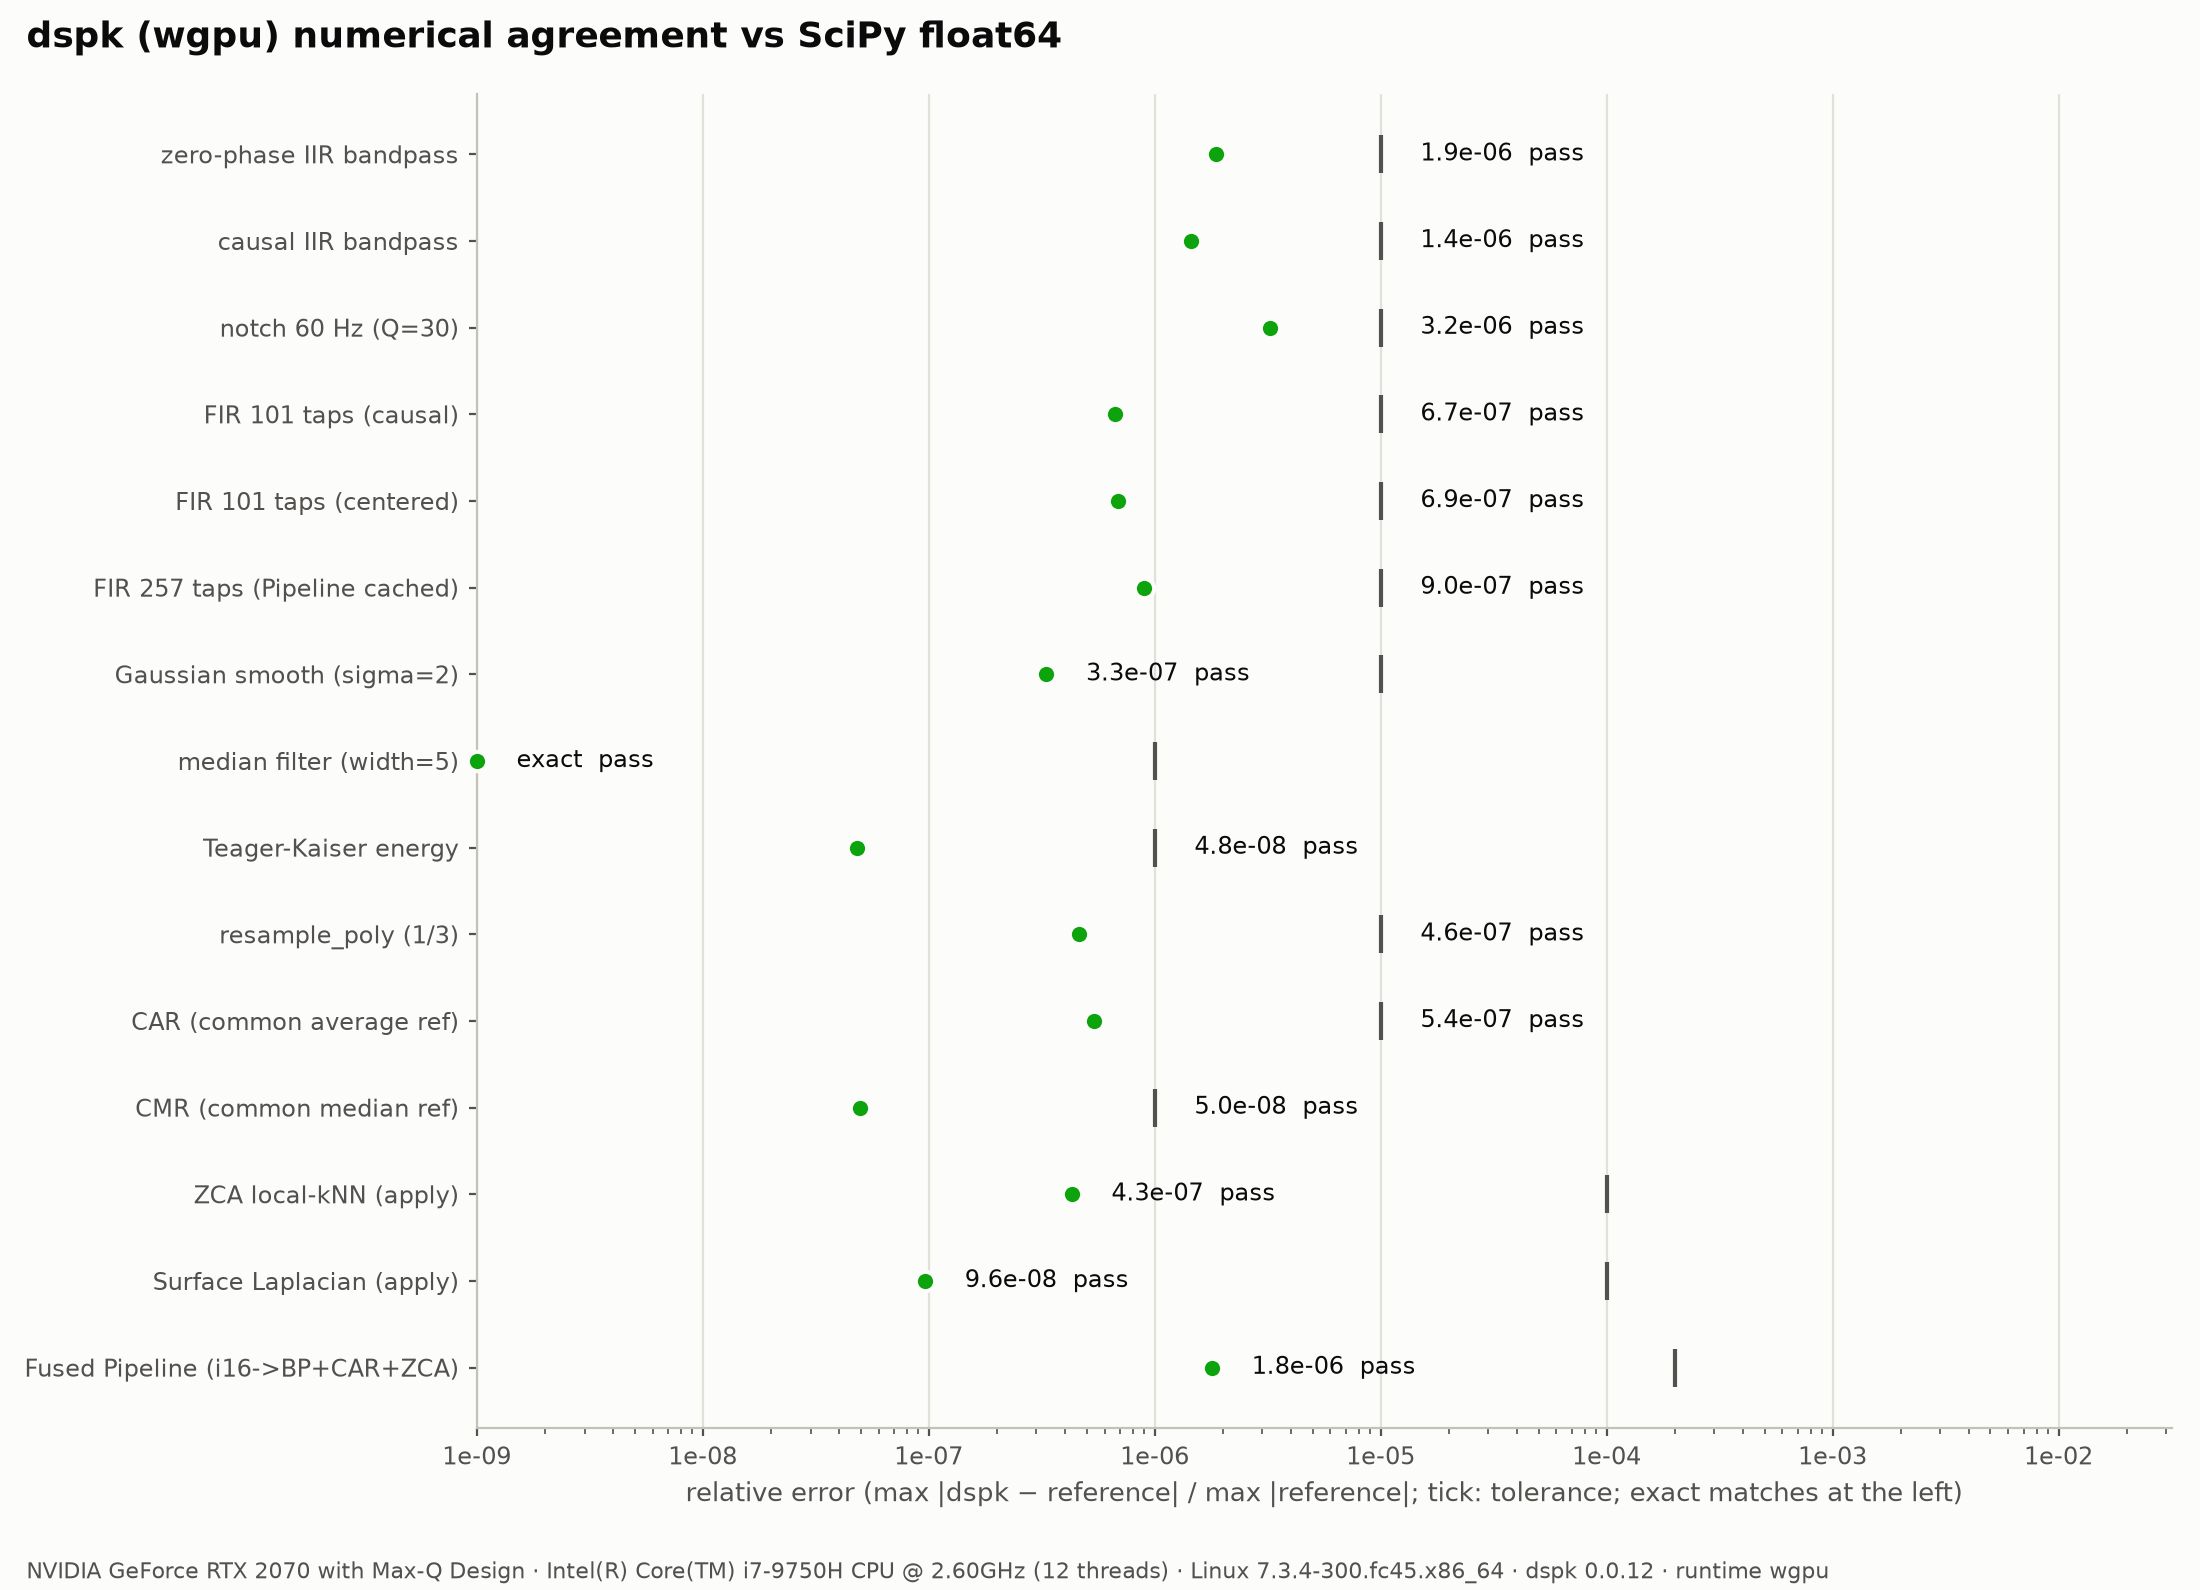 dspk (wgpu) numerical agreement vs SciPy float64
zero-phase IIR bandpass 1.9e-06 pass
causal IIR bandpass 1.4e-06 pass
notch 60 Hz (Q=30) 3.2e-06 pass
FIR 101 taps (causal) 6.7e-07 pass
FIR 101 taps (centered) 6.9e-07 pass
FIR 257 taps (Pipeline cached) 9.0e-07 pass
Gaussian smooth (sigma=2) 3.3e-07 pass
median filter (width=5) exact pass
Teager-Kaiser energy 4.8e-08 pass
resample_poly (1/3) 4.6e-07 pass
CAR (common average ref) 5.4e-07 pass
CMR (common median ref) 5.0e-08 pass
ZCA local-kNN (apply) 4.3e-07 pass
Surface Laplacian (apply) 9.6e-08 pass
Fused Pipeline (i16->BP+CAR+ZCA) 1.8e-06 pass
1e-09 1e-08 1e-07 1e-06 1e-05 1e-04 1e-03 1e-02
relative error (max |dspk − reference| / max |reference|; tick: tolerance; exact matches at the left)
NVIDIA GeForce RTX 2070 with Max-Q Design · Intel(R) Core(TM) i7-9750H CPU @ 2.60GHz (12 threads) · Linux 7.3.4-300.fc45.x86_64 · dspk 0.0.12 · runtime wgpu